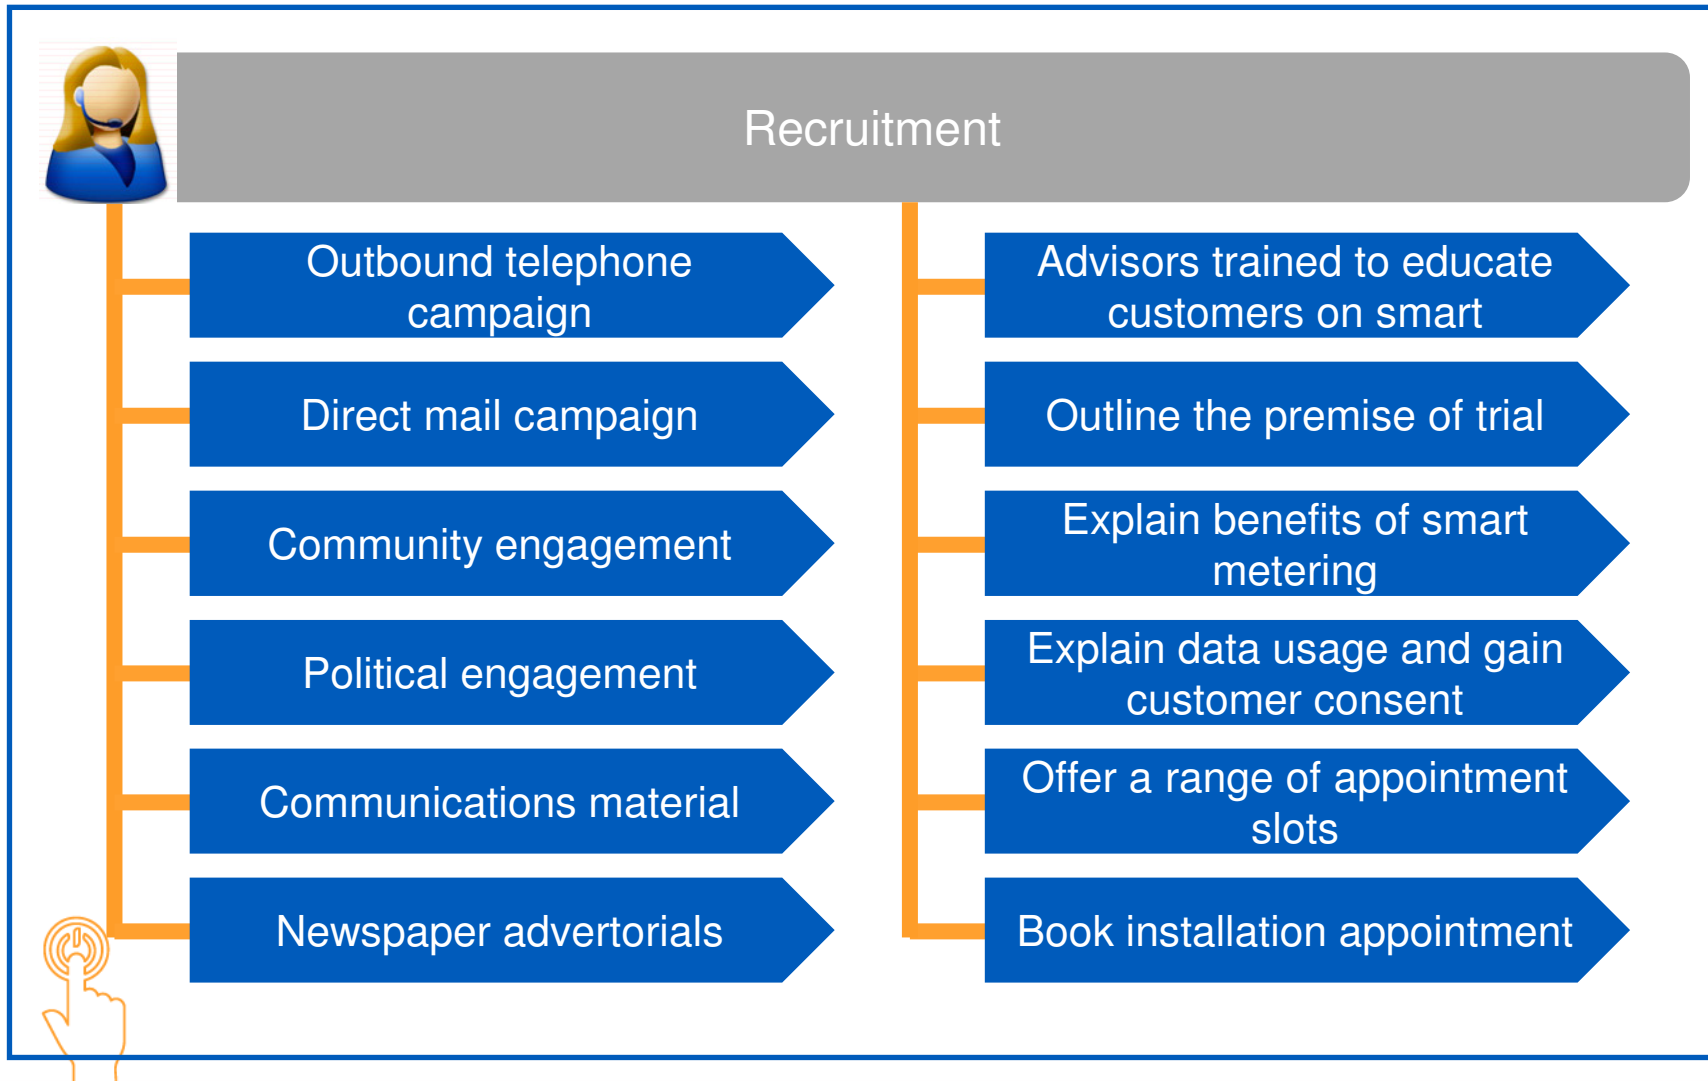 Recruitment
Outbound telephone
campaign
Direct mail campaign
Community engagement
Political engagement
Communications material
Newspaper advertorials
Advisors trained to educate
customers on smart
Outline the premise of trial
Explain benefits of smart
metering
Explain data usage and gain
customer consent
Offer a range of appointment
slots
Book installation appointment